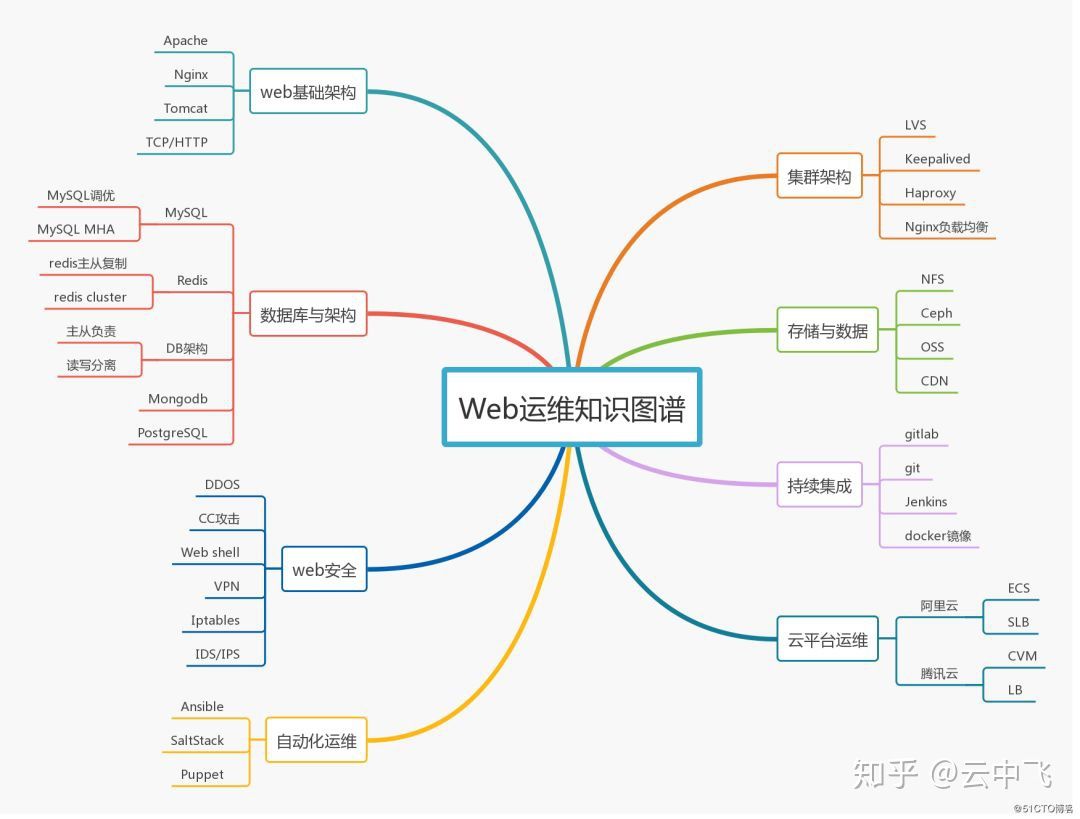 Web运维知识图谱
web基础架构
Apache
Nginx
Tomcat
TCP/HTTP
数据库与架构
MySQL
MySQL调优
MySQL MHA
Redis
redis主从复制
redis cluster
DB架构
主从负责
读写分离
Mongodb
PostgreSQL
web安全
DDOS
CC攻击
Web shell
VPN
Iptables
IDS/IPS
自动化运维
Ansible
SaltStack
Puppet
集群架构
LVS
Keepalived
Haproxy
Nginx负载均衡
存储与数据
NFS
Ceph
OSS
CDN
持续集成
gitlab
git
Jenkins
docker镜像
云平台运维
阿里云
ECS
SLB
腾讯云
CVM
LB
知乎 @云中飞
@51CTO博客